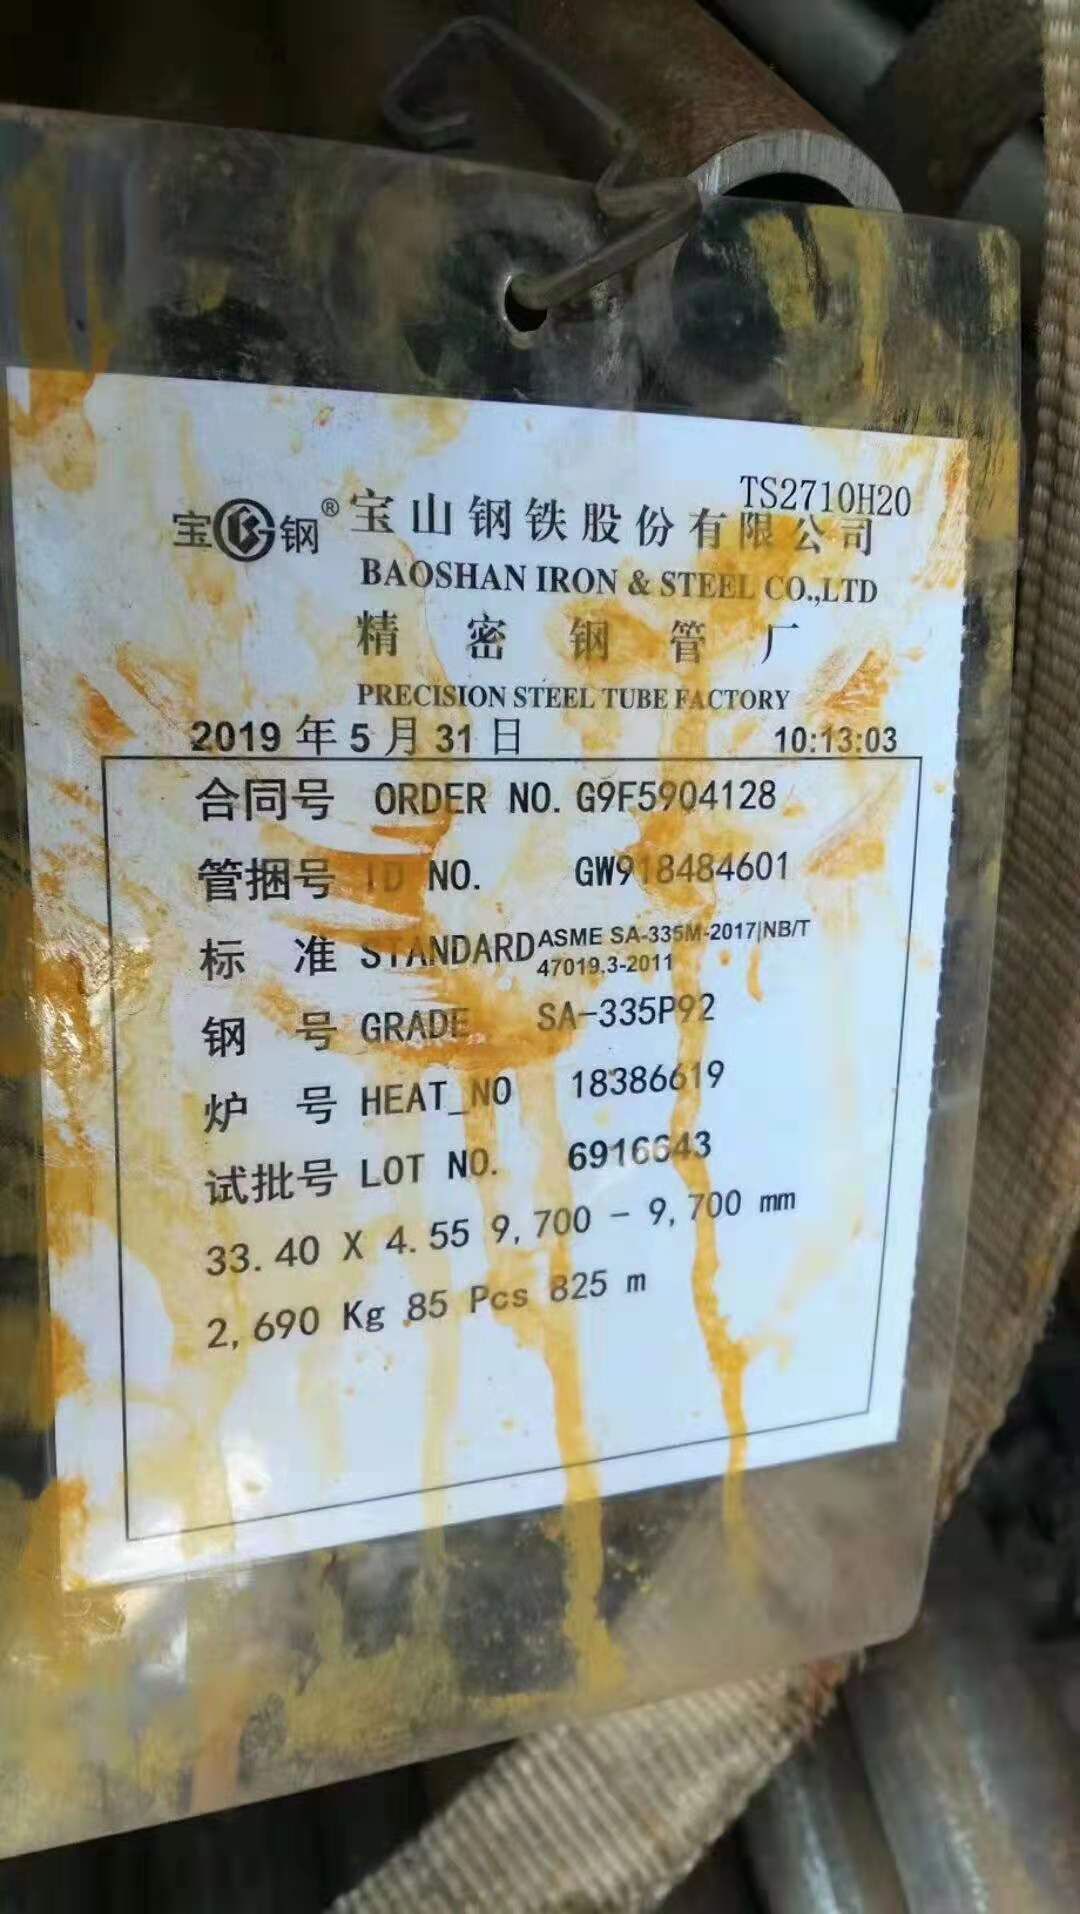 TS2710H20
宝 钢® 宝山钢铁股份有限公司
BAOSHAN IRON & STEEL CO.,LTD
精密钢管厂
PRECISION STEEL TUBE FACTORY
2019 年 5 月 31 日 10:13:03
合同号 ORDER NO. G9F5904128
管捆号 ID NO. GW918484601
标 准 STANDARD ASME SA-335M-2017|NB/T
47019.3-2011
钢 号 GRADE SA-335P92
炉 号 HEAT_NO 18386619
试批号 LOT NO. 6916643
33.40 X 4.55 9,700 - 9,700 mm
2,690 Kg 85 Pcs 825 m